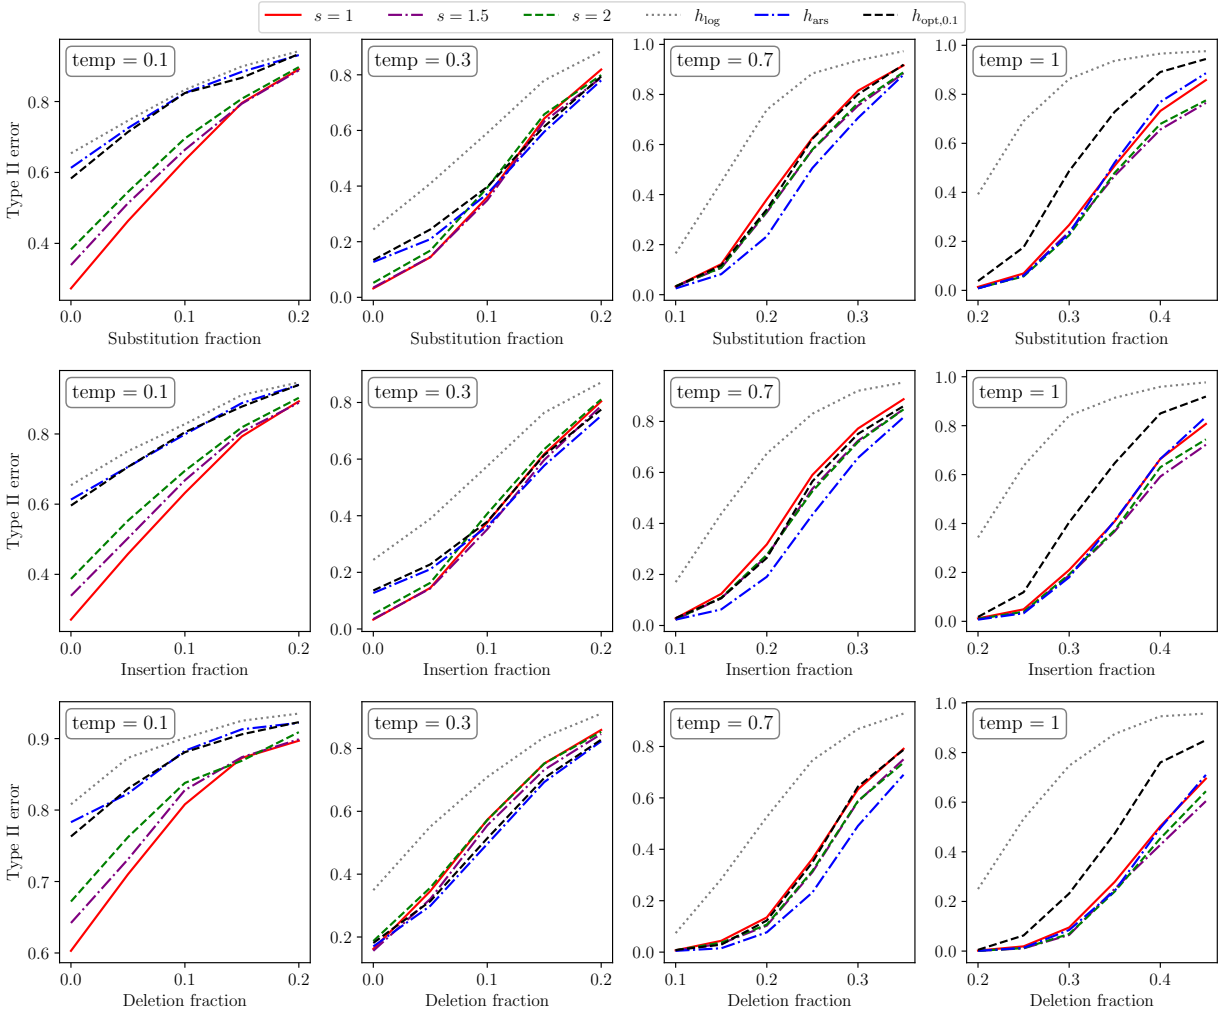 s = 1 s = 1.5 s = 2 h_log h_ars h_opt,0.1
temp = 0.1
Type II error
0.8
0.6
0.4
0.0 0.1 0.2
Substitution fraction
temp = 0.3
0.8
0.6
0.4
0.2
0.0
0.0 0.1 0.2
Substitution fraction
temp = 0.7
1.0
0.8
0.6
0.4
0.2
0.0
0.1 0.2 0.3
Substitution fraction
temp = 1
1.0
0.8
0.6
0.4
0.2
0.0
0.2 0.3 0.4
Substitution fraction
temp = 0.1
Type II error
0.8
0.6
0.4
0.0 0.1 0.2
Insertion fraction
temp = 0.3
0.8
0.6
0.4
0.2
0.0
0.0 0.1 0.2
Insertion fraction
temp = 0.7
0.8
0.6
0.4
0.2
0.0
0.1 0.2 0.3
Insertion fraction
temp = 1
1.0
0.8
0.6
0.4
0.2
0.0
0.2 0.3 0.4
Insertion fraction
temp = 0.1
Type II error
0.9
0.8
0.7
0.6
0.0 0.1 0.2
Deletion fraction
temp = 0.3
0.8
0.6
0.4
0.2
0.0 0.1 0.2
Deletion fraction
temp = 0.7
0.8
0.6
0.4
0.2
0.0
0.1 0.2 0.3
Deletion fraction
temp = 1
1.0
0.8
0.6
0.4
0.2
0.0
0.2 0.3 0.4
Deletion fraction